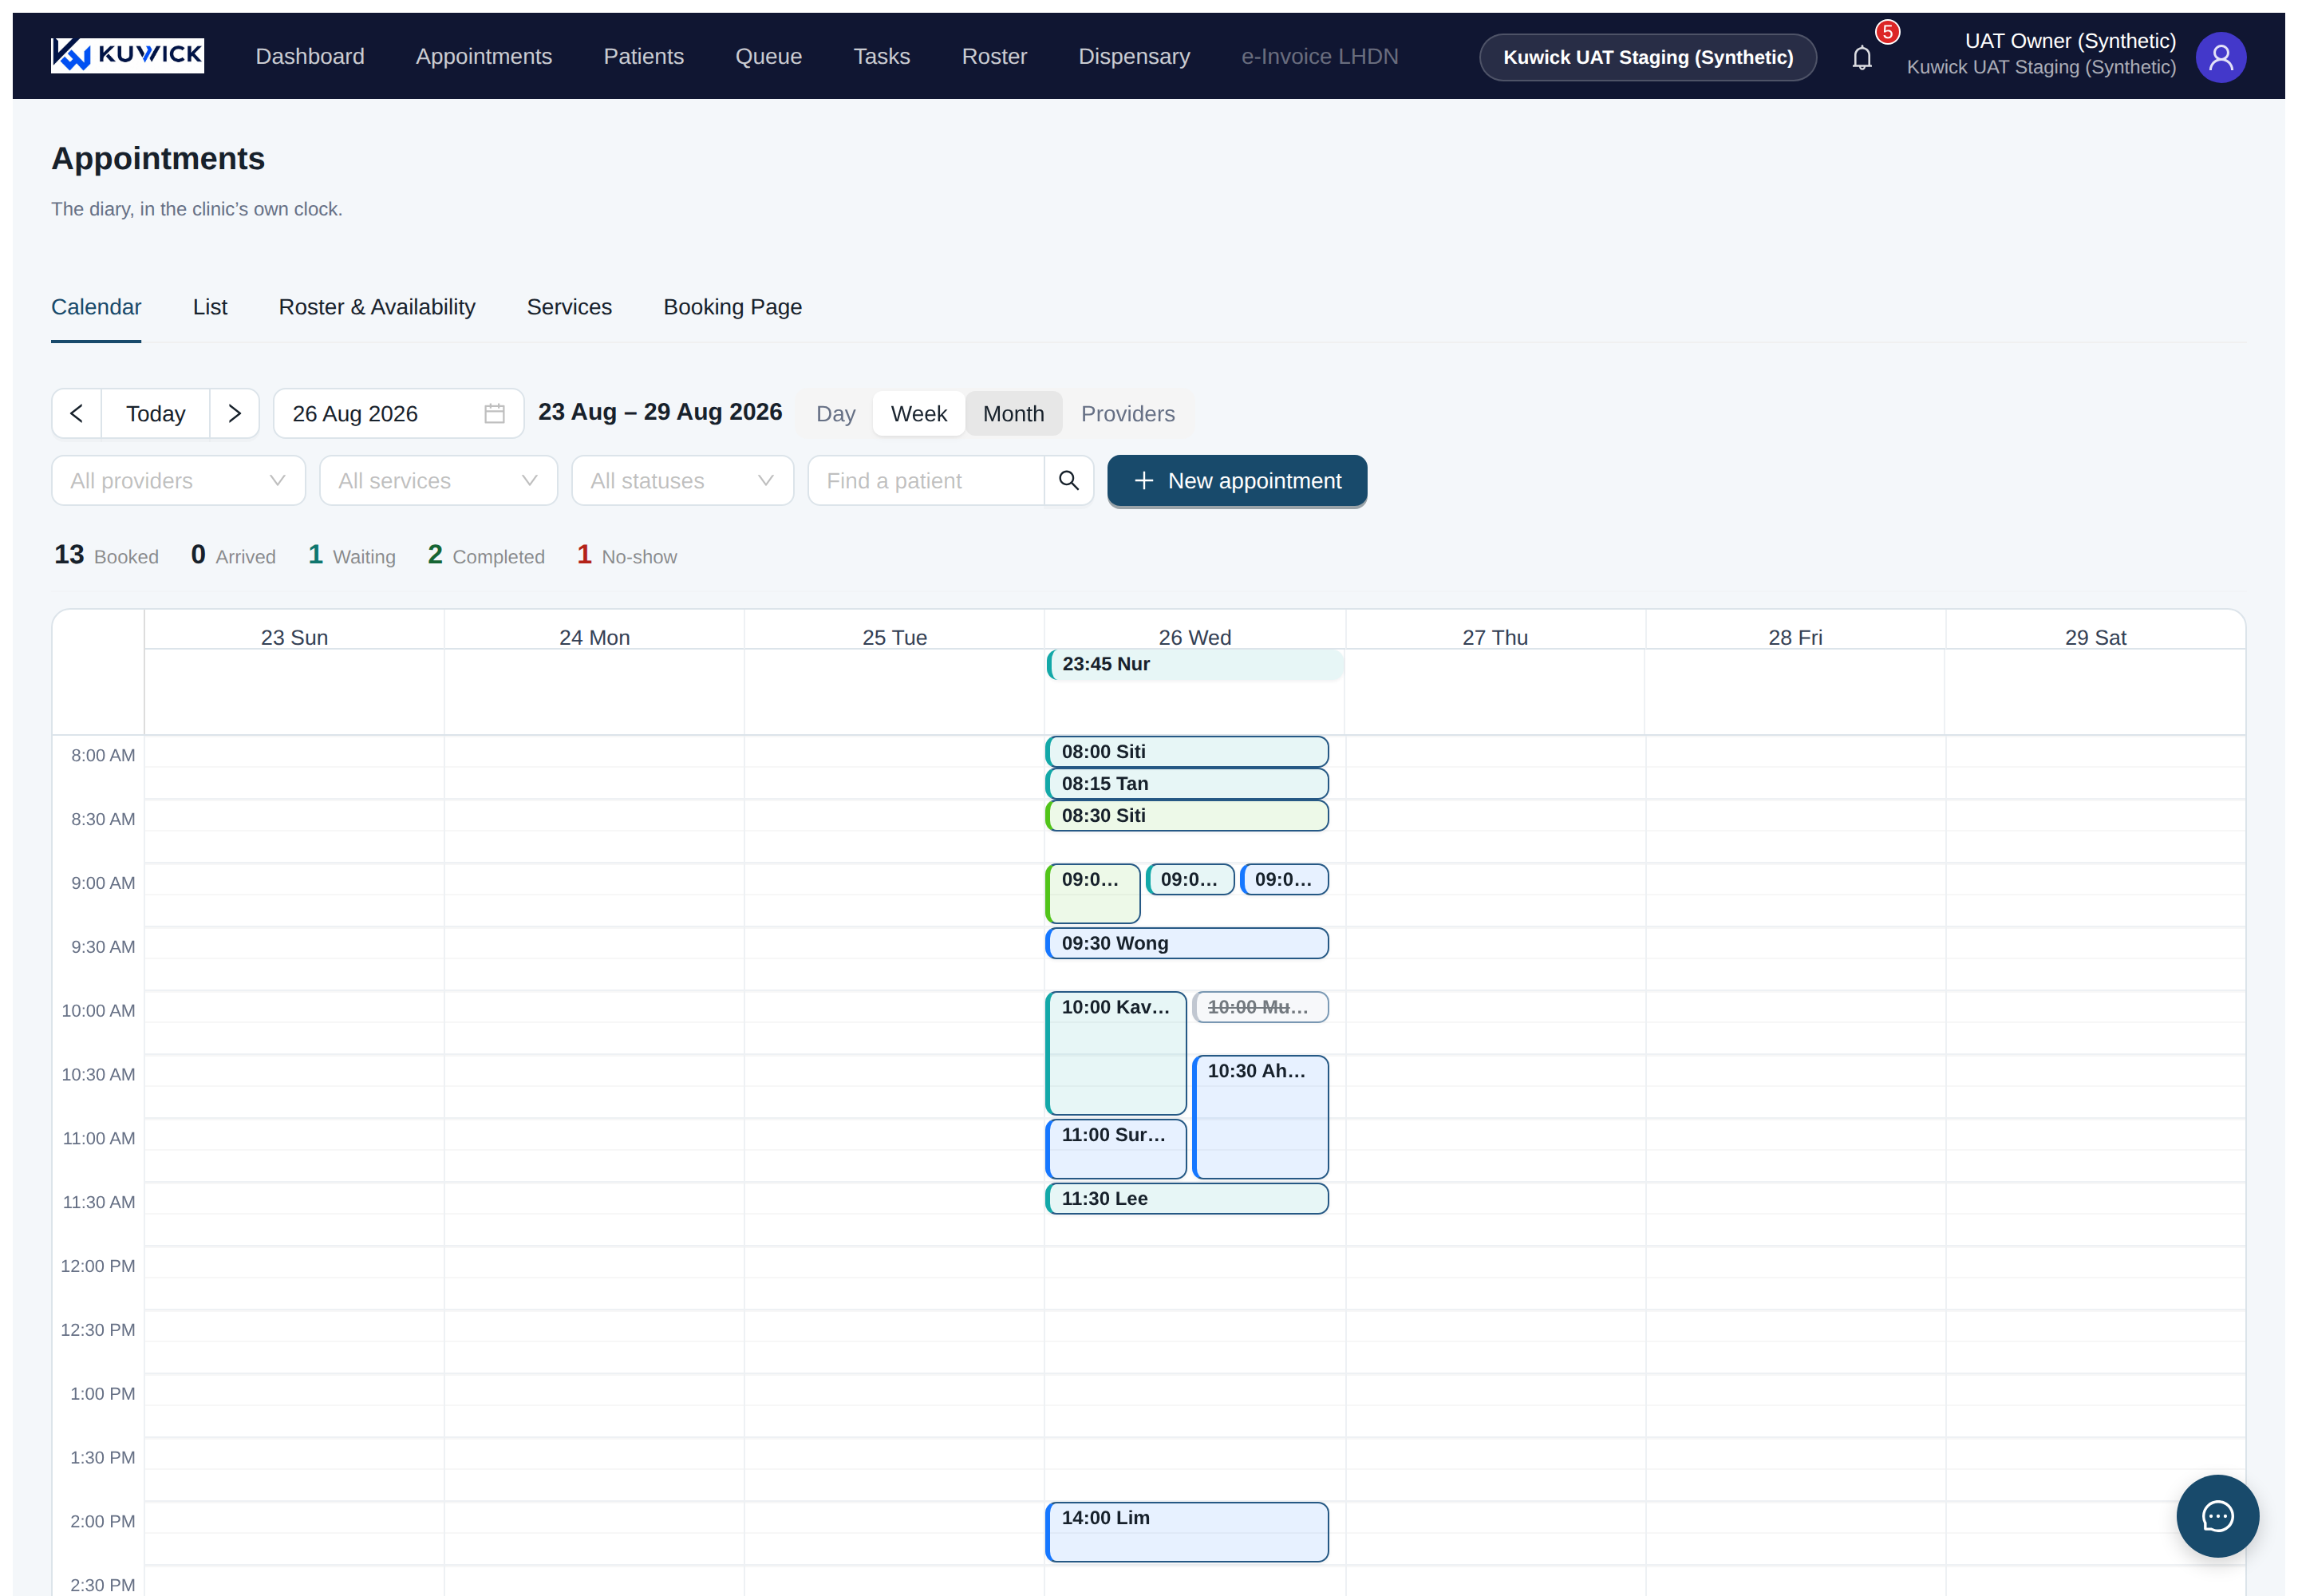 KUWICK Dashboard Appointments Patients Queue Tasks Roster Dispensary e-Invoice LHDN Kuwick UAT Staging (Synthetic) 5 UAT Owner (Synthetic)
Kuwick UAT Staging (Synthetic)
Appointments
The diary, in the clinic’s own clock.
Calendar List Roster & Availability Services Booking Page
Today 26 Aug 2026 23 Aug – 29 Aug 2026 Day Week Month Providers
All providers All services All statuses Find a patient New appointment
13 Booked 0 Arrived 1 Waiting 2 Completed 1 No-show
23 Sun 24 Mon 25 Tue 26 Wed 27 Thu 28 Fri 29 Sat
23:45 Nur
8:00 AM 08:00 Siti
08:15 Tan
8:30 AM 08:30 Siti
9:00 AM 09:0… 09:0… 09:0…
9:30 AM 09:30 Wong
10:00 AM 10:00 Kav… 10:00 Mu…
10:30 AM 10:30 Ah…
11:00 AM 11:00 Sur…
11:30 AM 11:30 Lee
12:00 PM
12:30 PM
1:00 PM
1:30 PM
2:00 PM 14:00 Lim
2:30 PM